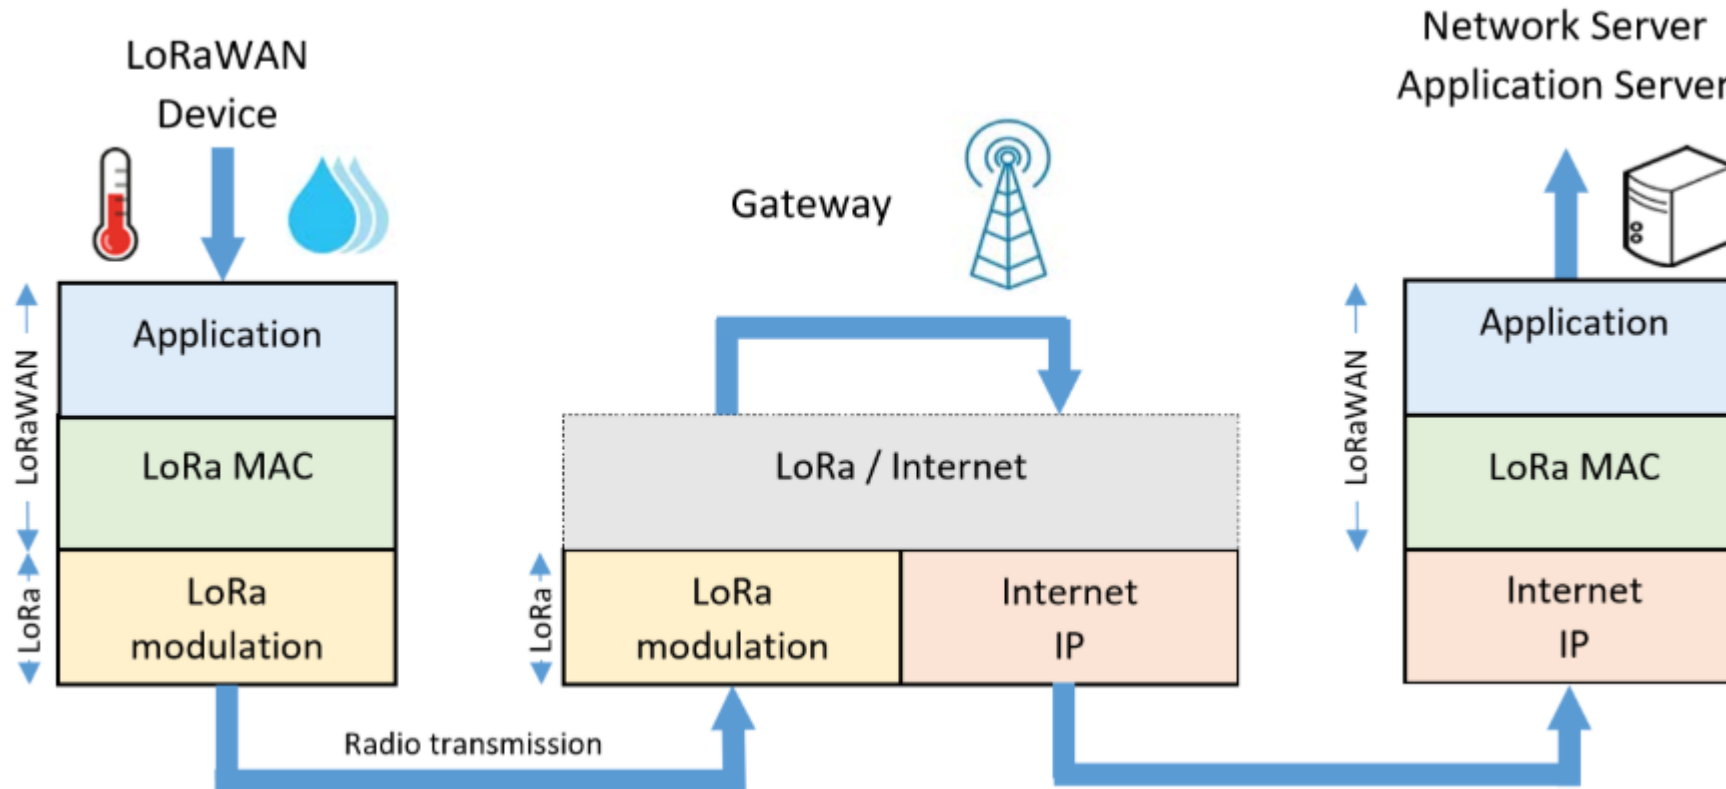 LoRaWAN
Device
Gateway
Network Server
Application Server
LoRaWAN
LoRa
Application
LoRa MAC
LoRa
modulation
Radio transmission
LoRa / Internet
LoRa
LoRa
modulation
Internet
IP
LoRaWAN
Application
LoRa MAC
Internet
IP